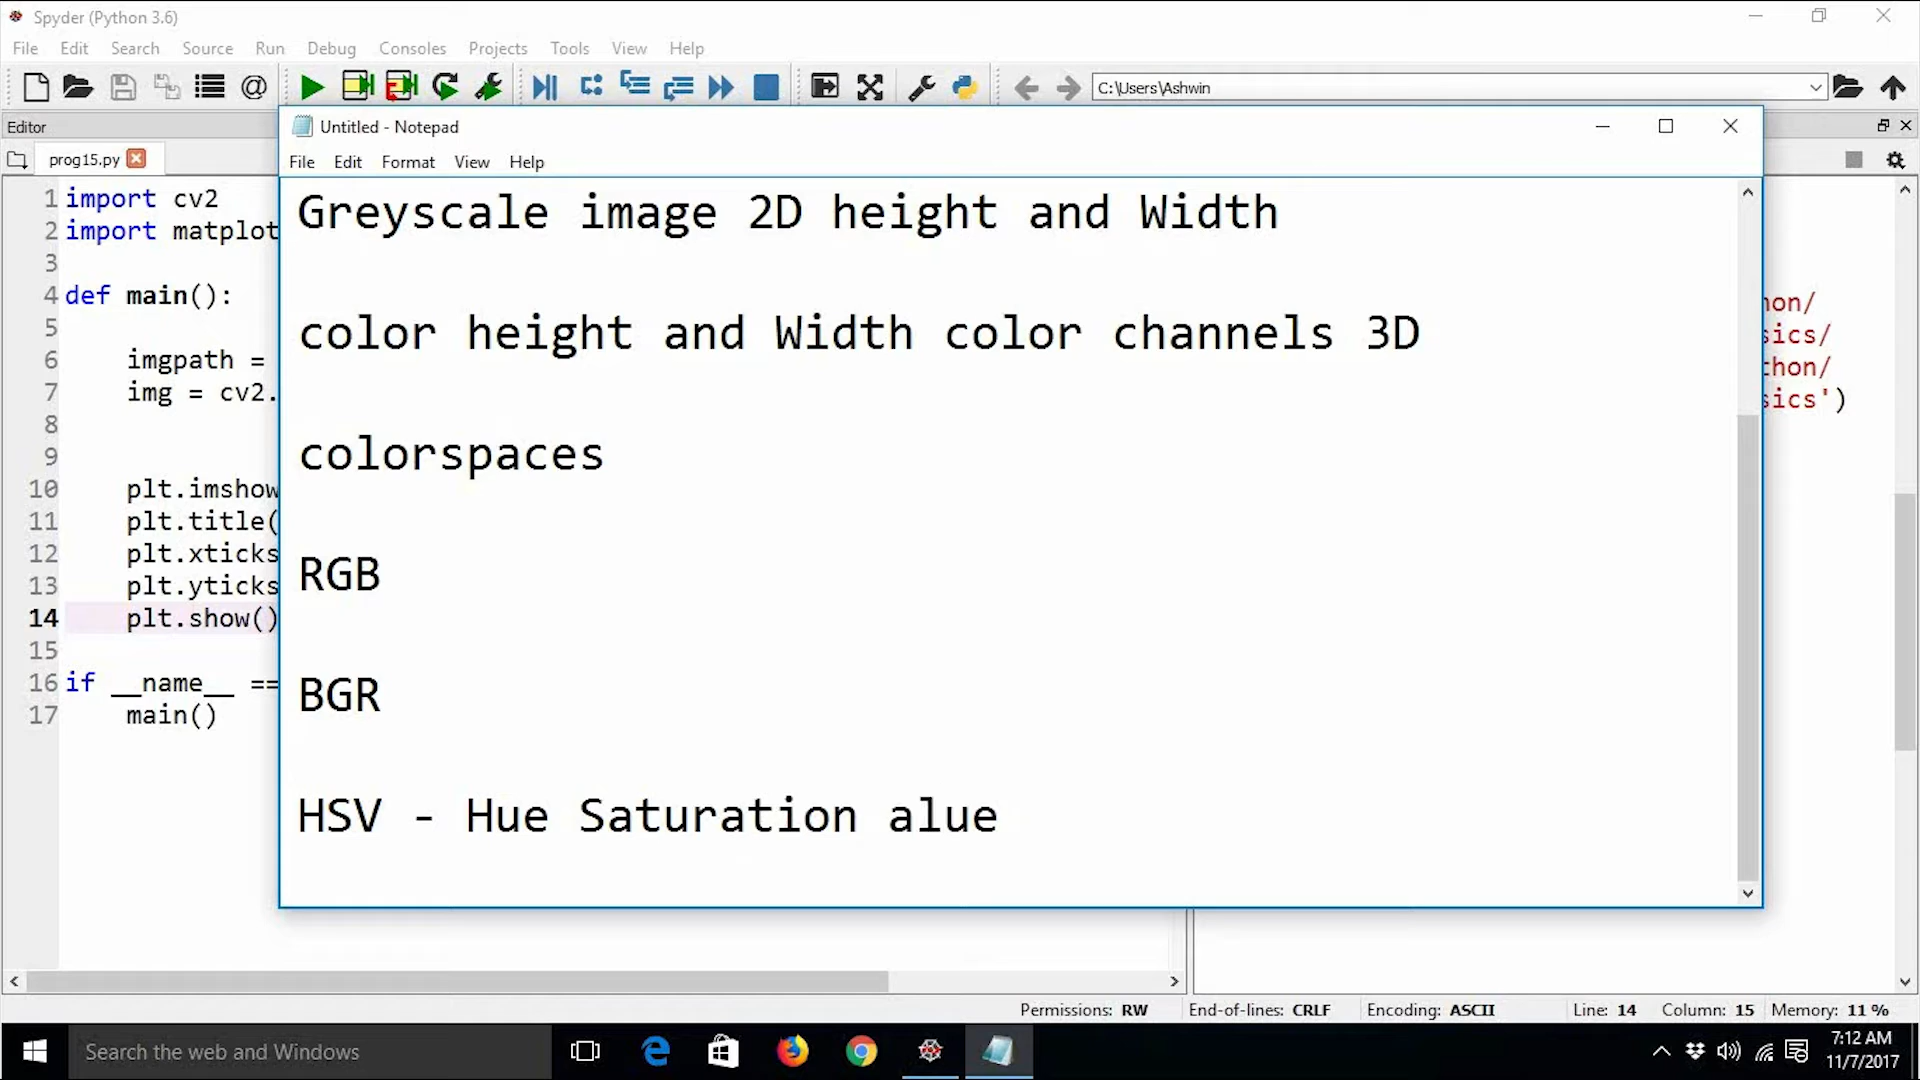 Spyder (Python 3.6)
File Edit Search Source Run Debug Consoles Projects Tools View Help
C:\Users\Ashwin
Editor
prog15.py
Untitled - Notepad
File Edit Format View Help
Greyscale image 2D height and Width
color height and Width color channels 3D
colorspaces
RGB
BGR
HSV - Hue Saturation alue
1 import cv2
2 import matplot
3
4 def main():
5
6 imgpath =
7 img = cv2.
8
9
10 plt.imshow
11 plt.title(
12 plt.xticks
13 plt.yticks
14 plt.show()
15
16 if __name__ ==
17 main()
hon/
sics/
thon/
sics')
Permissions: RW End-of-lines: CRLF Encoding: ASCII Line: 14 Column: 15 Memory: 11 %
Search the web and Windows
7:12 AM
11/7/2017